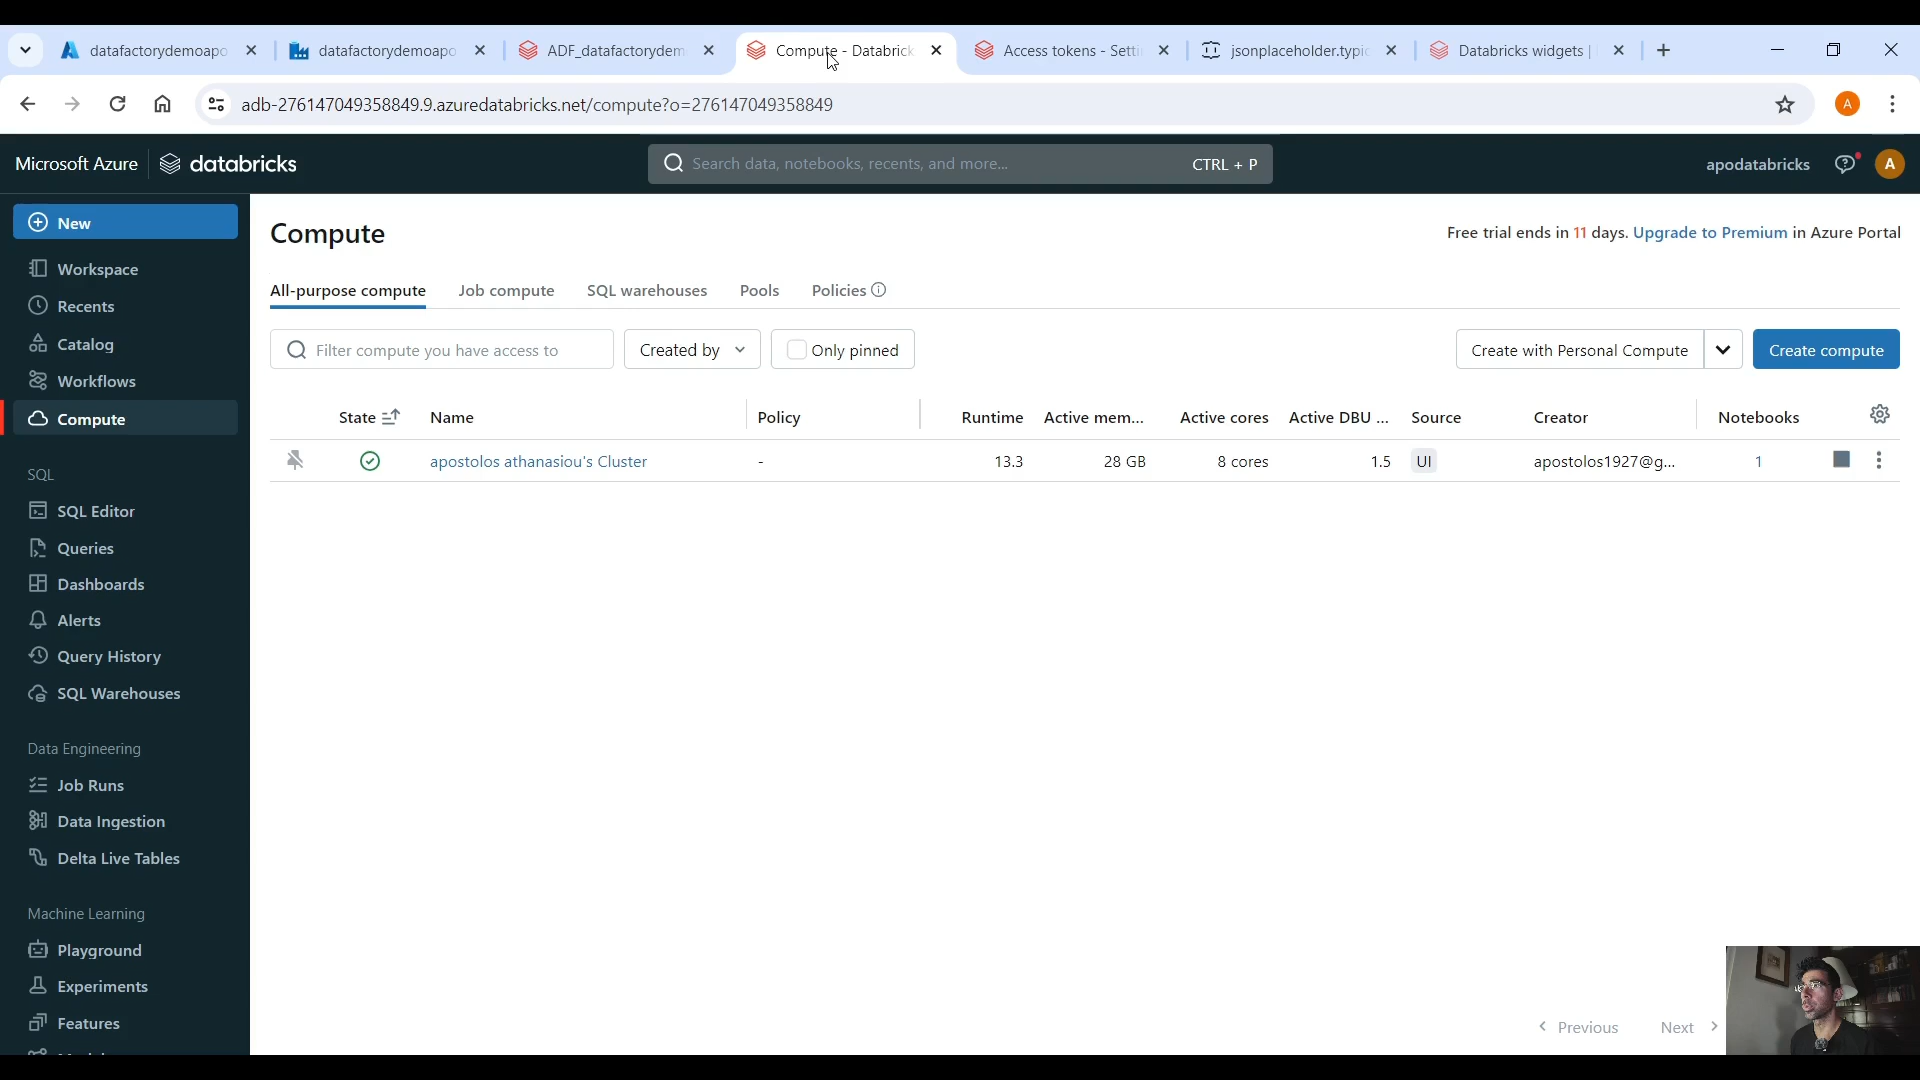 datafactorydemoapo
datafactorydemoapo
ADF_datafactorydem
Compute - Databrick
Access tokens - Setti
jsonplaceholder.typic
Databricks widgets |
adb-276147049358849.9.azuredatabricks.net/compute?o=276147049358849
A
Microsoft Azure
databricks
Search data, notebooks, recents, and more...
CTRL + P
apodatabricks
A
New
Workspace
Recents
Catalog
Workflows
Compute
SQL
SQL Editor
Queries
Dashboards
Alerts
Query History
SQL Warehouses
Data Engineering
Job Runs
Data Ingestion
Delta Live Tables
Machine Learning
Playground
Experiments
Features
Compute
Free trial ends in 11 days. Upgrade to Premium in Azure Portal
All-purpose compute
Job compute
SQL warehouses
Pools
Policies
Filter compute you have access to
Created by
Only pinned
Create with Personal Compute
Create compute
State Name Policy Runtime Active mem... Active cores Active DBU ... Source Creator Notebooks
apostolos athanasiou's Cluster - 13.3 28 GB 8 cores 1.5 UI apostolos1927@g... 1
Previous
Next